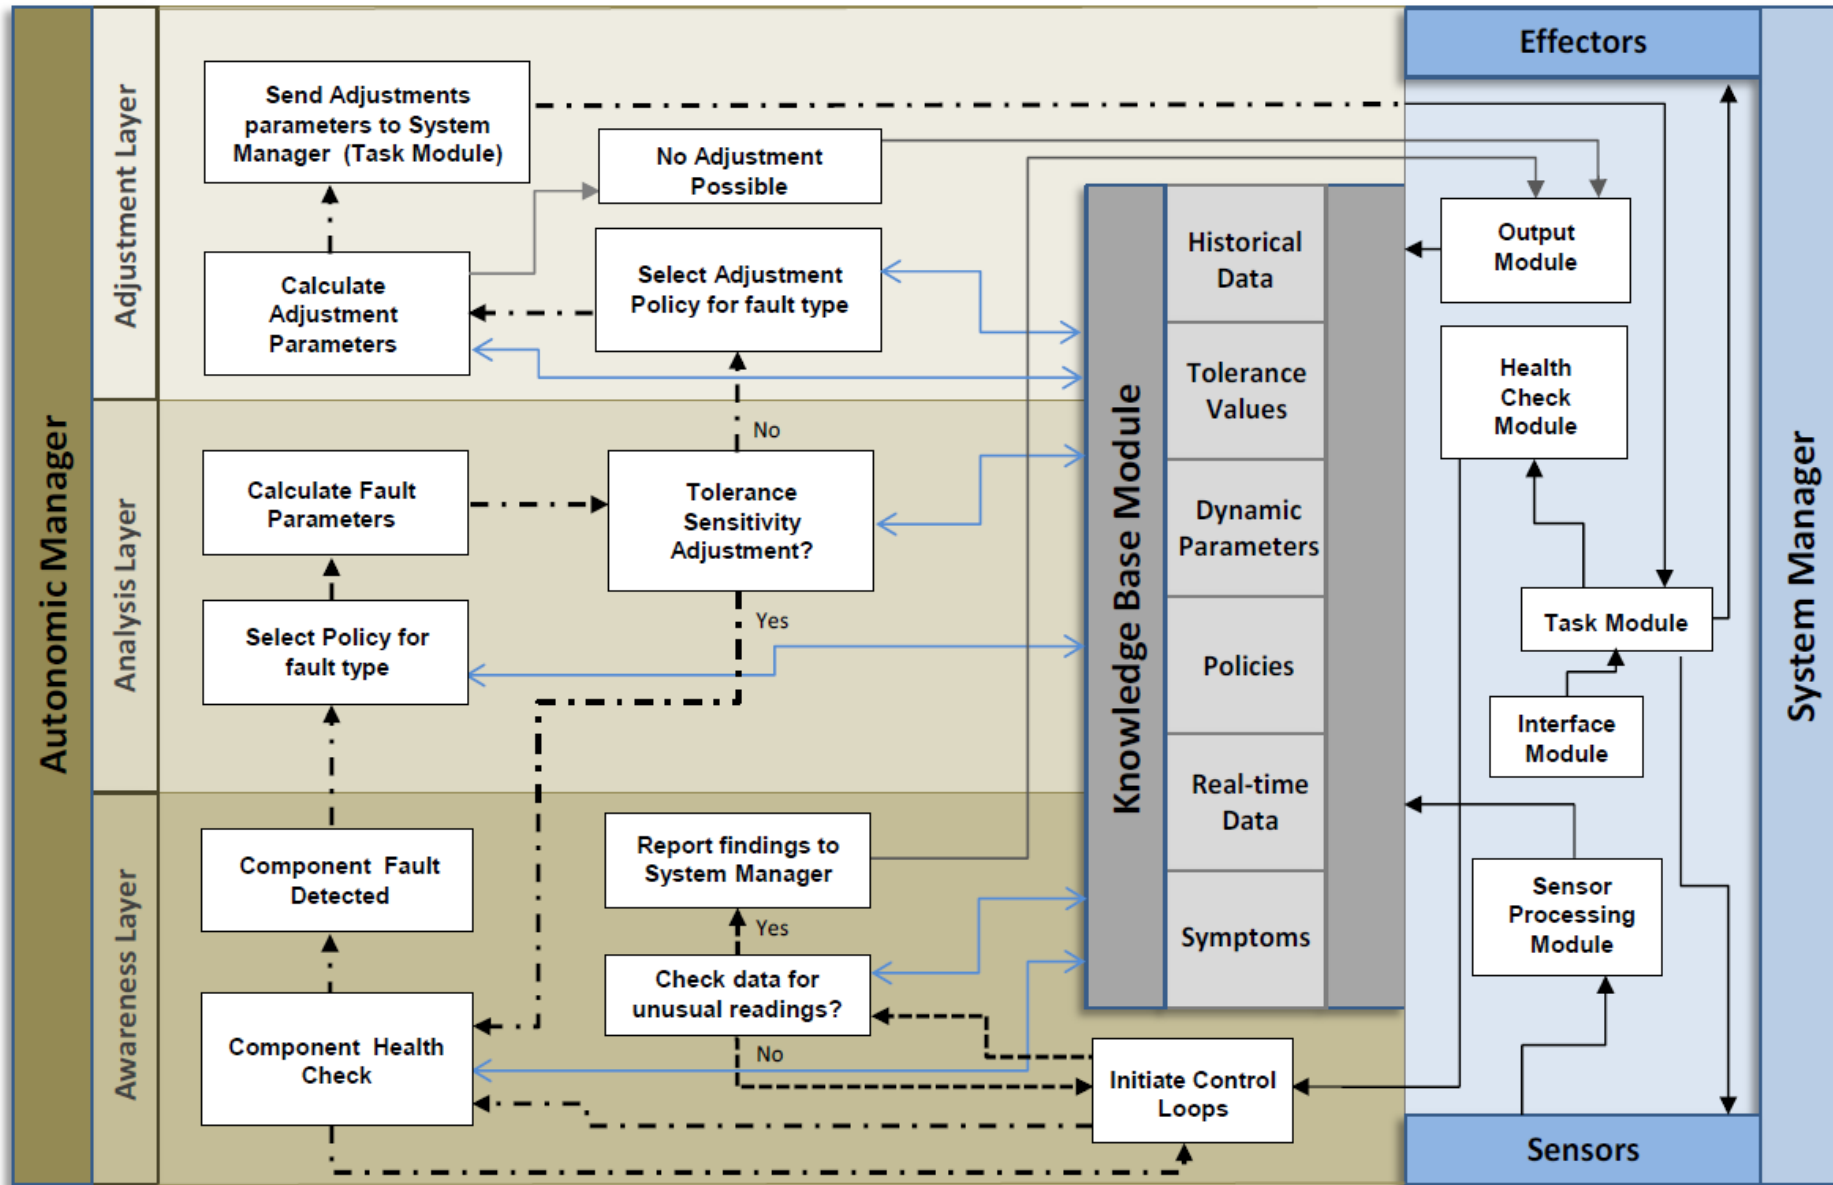 Autonomic Manager
Adjustment Layer
Send Adjustments
parameters to System
Manager (Task Module)
No Adjustment
Possible
Calculate
Adjustment
Parameters
Select Adjustment
Policy for fault type
No
Analysis Layer
Calculate Fault
Parameters
Tolerance
Sensitivity
Adjustment?
Yes
Select Policy for
fault type
Awareness Layer
Component Fault
Detected
Report findings to
System Manager
Yes
Check data for
unusual readings?
No
Component Health
Check
Initiate Control
Loops
Knowledge Base Module
Historical
Data
Tolerance
Values
Dynamic
Parameters
Policies
Real-time
Data
Symptoms
Effectors
Output
Module
Health
Check
Module
Task Module
Interface
Module
Sensor
Processing
Module
Sensors
System Manager